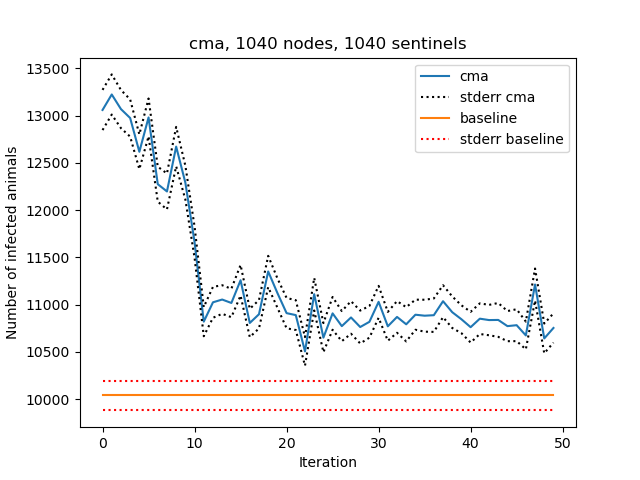 cma, 1040 nodes, 1040 sentinels
cma
stderr cma
baseline
stderr baseline
Number of infected animals
13500
13000
12500
12000
11500
11000
10500
10000
0 10 20 30 40 50
Iteration